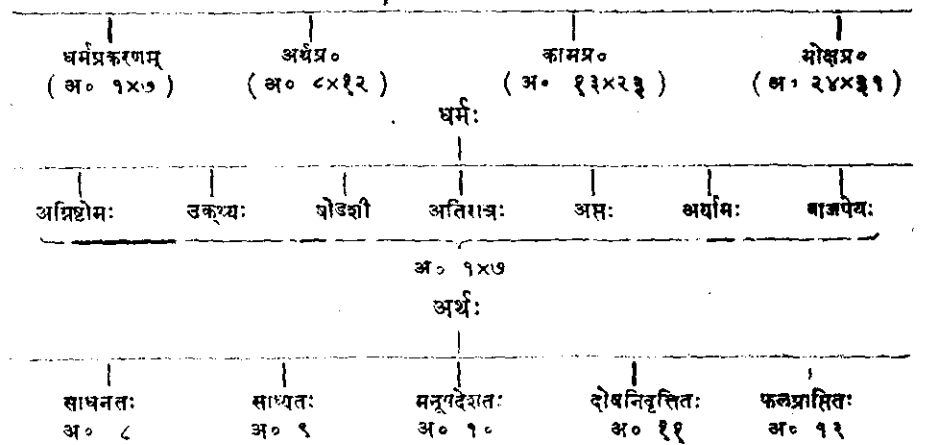 धर्मप्रकरणम् अर्थप्र० कामप्र० मोक्षप्र०
( अ० १×७ ) ( अ० ८×१२ ) ( अ० १३×२३ ) ( अ० २४×३१ )
धर्मः
अग्निष्टोमः उक्थ्यः षोडशी अतिरात्रः अप्तः अर्यामः वाजपेयः
अ० १×७
अर्थः
साधनतः साध्यतः मनूपदेशतः दोषनिवृत्तितः फलप्राप्तितः
अ० ८ अ० ९ अ० १० अ० ११ अ० १२